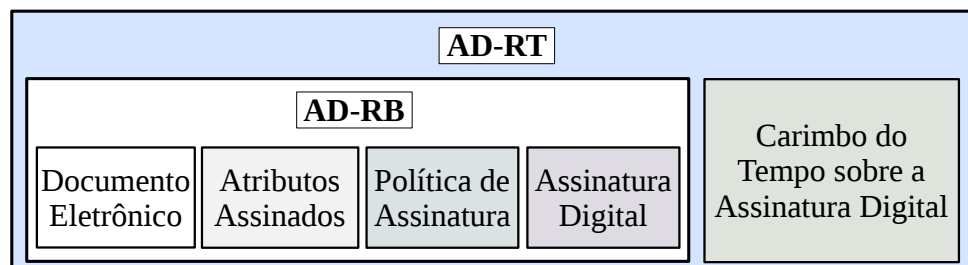 AD-RT
AD-RB
Documento
Eletrônico
Atributos
Assinados
Política de
Assinatura
Assinatura
Digital
Carimbo do
Tempo sobre a
Assinatura Digital